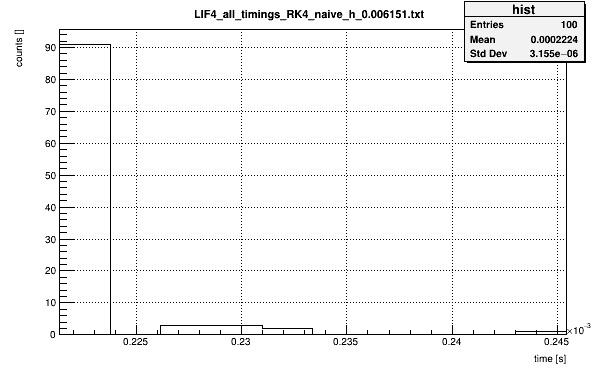 LIF4_all_timings_RK4_naive_h_0.006151.txt
hist
Entries 100
Mean 0.0002224
Std Dev 3.155e−06
counts []
90
80
70
60
50
40
30
20
10
0
0.225 0.23 0.235 0.24 0.245
×10⁻³
time [s]